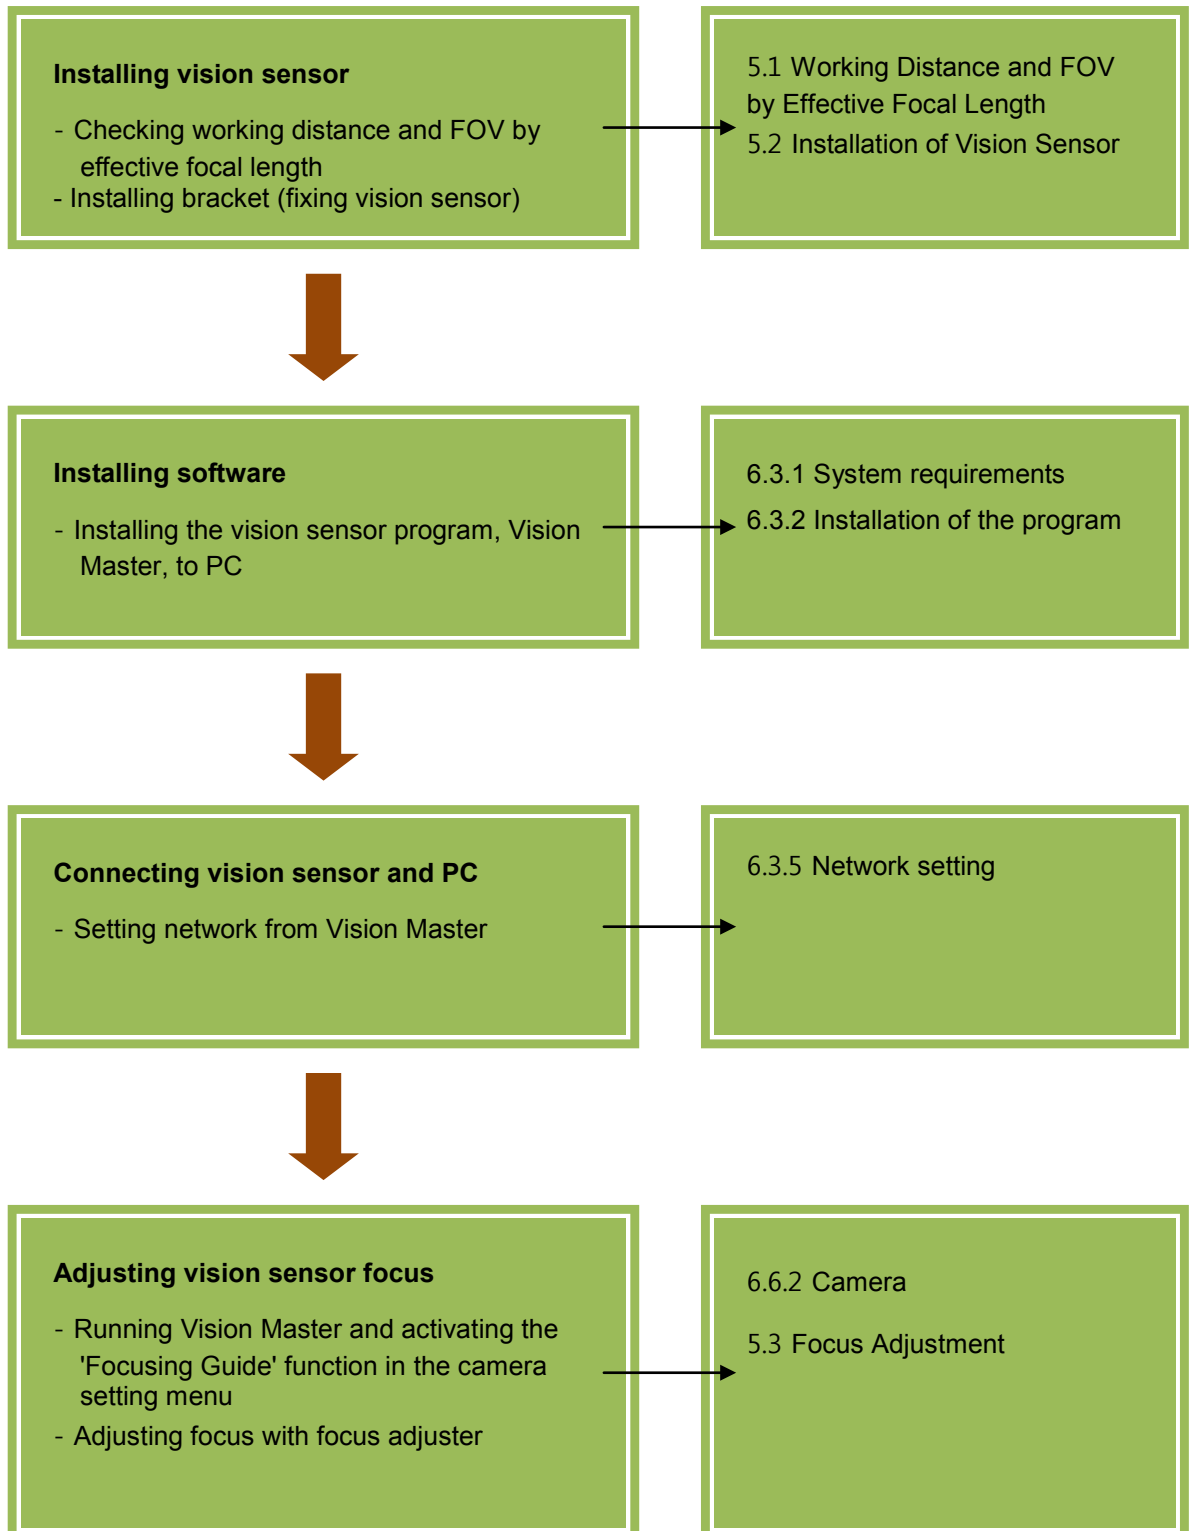 Installing vision sensor
- Checking working distance and FOV by
effective focal length
- Installing bracket (fixing vision sensor)
5.1 Working Distance and FOV
by Effective Focal Length
5.2 Installation of Vision Sensor
Installing software
- Installing the vision sensor program, Vision
Master, to PC
6.3.1 System requirements
6.3.2 Installation of the program
Connecting vision sensor and PC
- Setting network from Vision Master
6.3.5 Network setting
Adjusting vision sensor focus
- Running Vision Master and activating the
'Focusing Guide' function in the camera
setting menu
- Adjusting focus with focus adjuster
6.6.2 Camera
5.3 Focus Adjustment